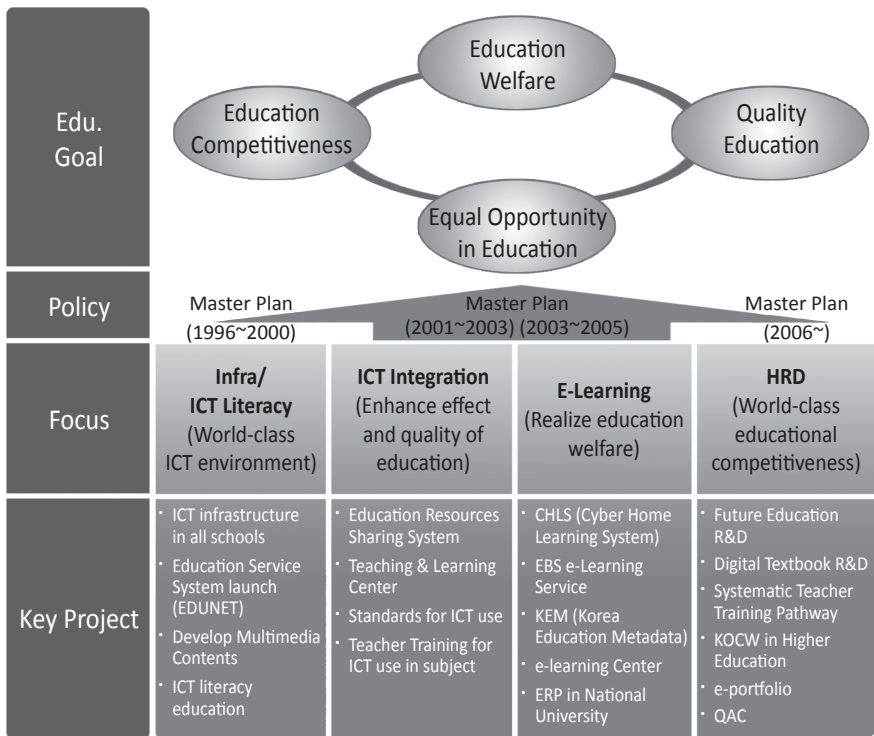 Edu.
Goal
Education
Welfare
Education
Competitiveness
Quality
Education
Equal Opportunity
in Education
Policy
Master Plan
(1996~2000)
Master Plan
(2001~2003) (2003~2005)
Master Plan
(2006~)
Focus
Infra/
ICT Literacy
(World-class
ICT environment)
ICT Integration
(Enhance effect
and quality of
education)
E-Learning
(Realize education
welfare)
HRD
(World-class
educational
competitiveness)
Key Project
· ICT infrastructure
in all schools
· Education Service
System launch
(EDUNET)
· Develop Multimedia
Contents
· ICT literacy
education
· Education Resources
Sharing System
· Teaching & Learning
Center
· Standards for ICT use
· Teacher Training for
ICT use in subject
· CHLS (Cyber Home
Learning System)
· EBS e-Learning
Service
· KEM (Korea
Education Metadata)
· e-learning Center
· ERP in National
University
· Future Education
R&D
· Digital Textbook R&D
· Systematic Teacher
Training Pathway
· KOCW in Higher
Education
· e-portfolio
· QAC